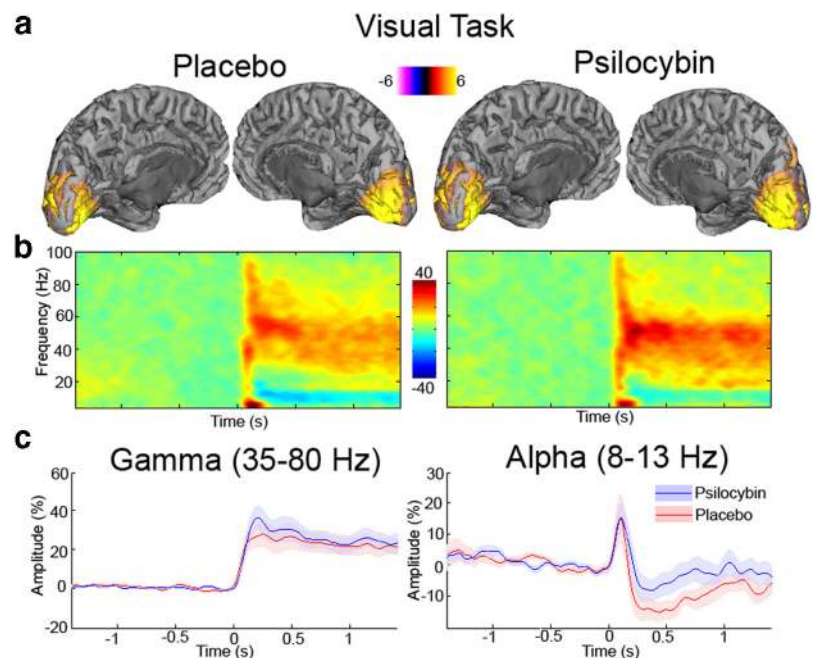 a
Visual Task
Placebo
-6 6
Psilocybin
b
Frequency (Hz)
100
80
60
40
20
Time (s)
40
-40
Time (s)
c
Gamma (35-80 Hz)
Amplitude (%)
60
40
20
0
-20
-1 -0.5 0 0.5 1
Time (s)
Alpha (8-13 Hz)
Psilocybin
Placebo
Amplitude (%)
30
20
10
0
-10
-1 -0.5 0 0.5 1
Time (s)